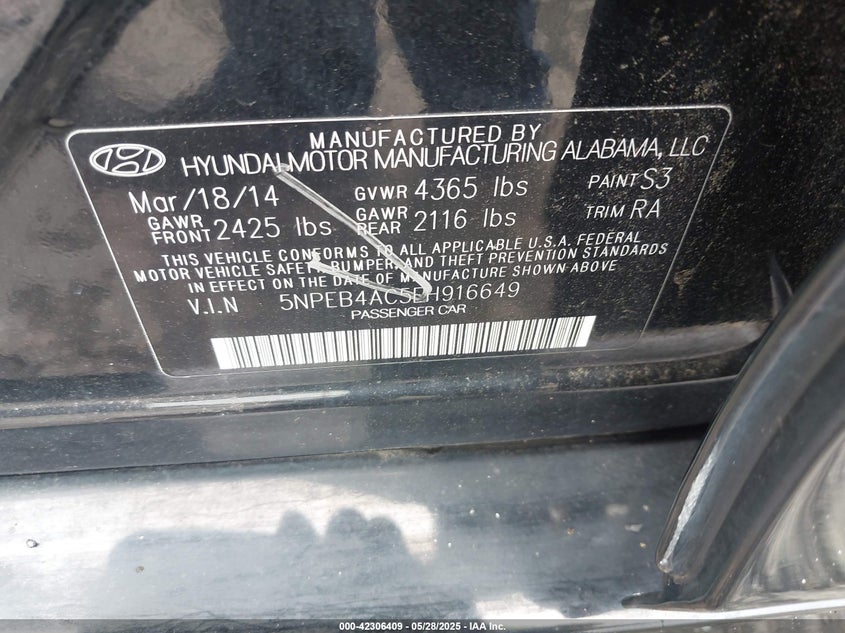 MANUFACTURED BY
HYUNDAI MOTOR MANUFACTURING ALABAMA, LLC
Mar/18/14 GVWR 4365 lbs PAINT S3
GAWR FRONT 2425 lbs GAWR REAR 2116 lbs TRIM RA
THIS VEHICLE CONFORMS TO ALL APPLICABLE U.S.A. FEDERAL
MOTOR VEHICLE SAFETY, BUMPER, AND THEFT PREVENTION STANDARDS
IN EFFECT ON THE DATE OF MANUFACTURE SHOWN ABOVE
V.I.N 5NPEB4AC5EH916649
PASSENGER CAR
000-42306409 - 05/28/2025 - IAA Inc.